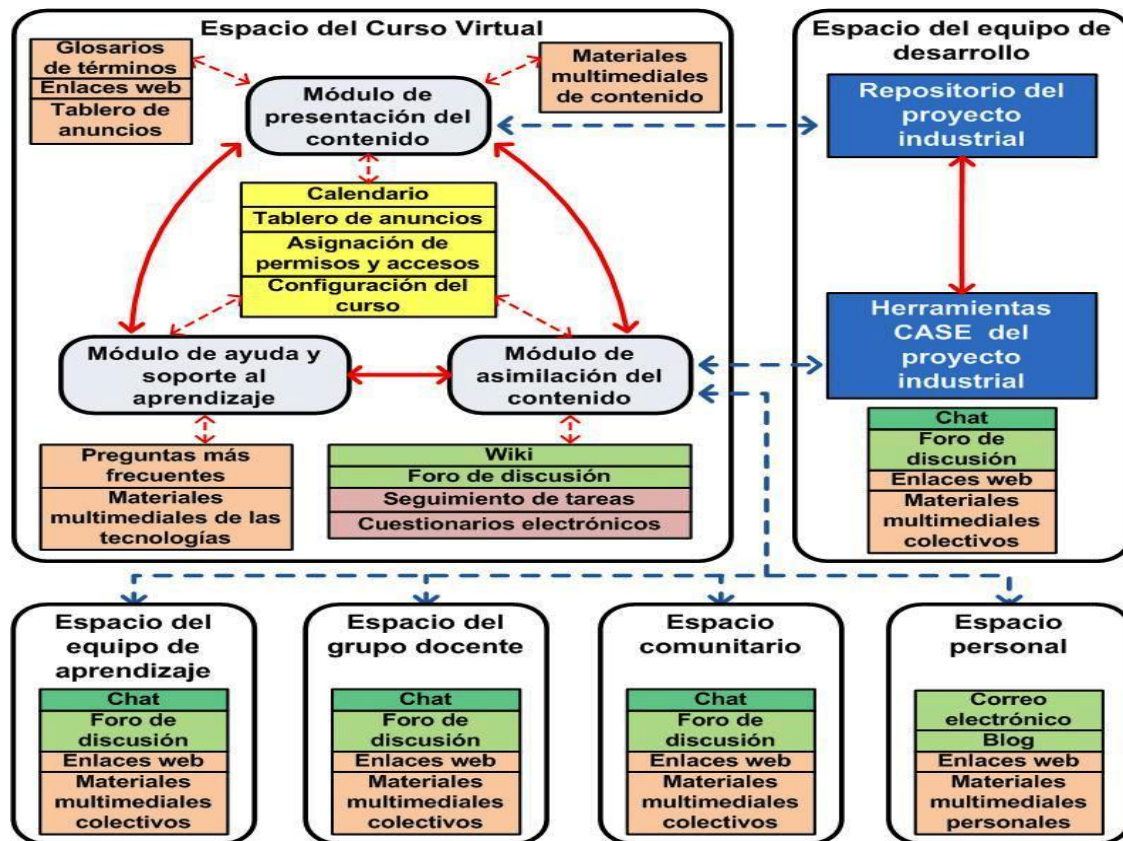 Espacio del Curso Virtual
Glosarios
de términos
Enlaces web
Tablero de
anuncios
Módulo de
presentación del
contenido
Materiales
multimediales
de contenido
Calendario
Tablero de anuncios
Asignación de
permisos y accesos
Configuración del
curso
Módulo de ayuda y
soporte al
aprendizaje
Módulo de
asimilación del
contenido
Preguntas más
frecuentes
Materiales
multimediales de las
tecnologías
Wiki
Foro de discusión
Seguimiento de tareas
Cuestionarios electrónicos
Espacio del equipo de
desarrollo
Repositorio del
proyecto
industrial
Herramientas
CASE del
proyecto
industrial
Chat
Foro de
discusión
Enlaces web
Materiales
multimediales
colectivos
Espacio del
equipo de
aprendizaje
Chat
Foro de
discusión
Enlaces web
Materiales
multimediales
colectivos
Espacio del
grupo docente
Chat
Foro de
discusión
Enlaces web
Materiales
multimediales
colectivos
Espacio
comunitario
Chat
Foro de
discusión
Enlaces web
Materiales
multimediales
colectivos
Espacio
personal
Correo
electrónico
Blog
Enlaces web
Materiales
multimediales
personales